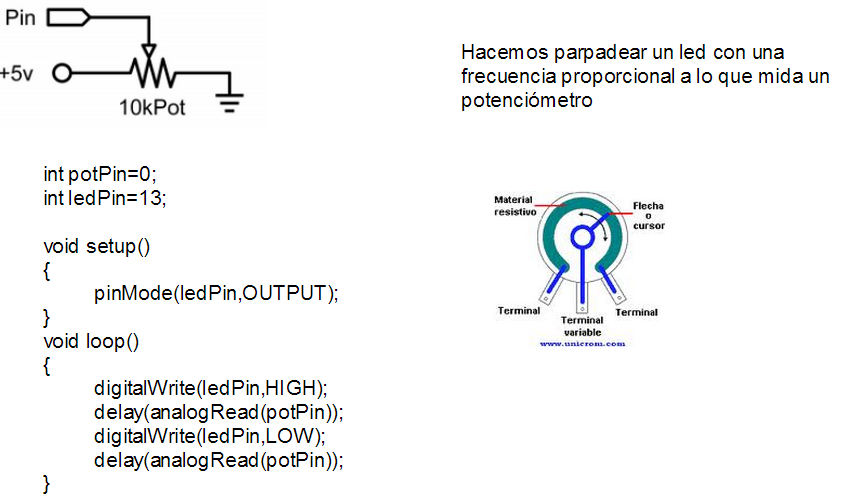 Pin
+5v
10kPot
Hacemos parpadear un led con una
frecuencia proporcional a lo que mida un
potenciómetro
int potPin=0;
int ledPin=13;
void setup()
{
pinMode(ledPin,OUTPUT);
}
void loop()
{
digitalWrite(ledPin,HIGH);
delay(analogRead(potPin));
digitalWrite(ledPin,LOW);
delay(analogRead(potPin));
}
Material
resistivo
Flecha
o
cursor
Terminal
Terminal
variable
Terminal
www.unicrom.com